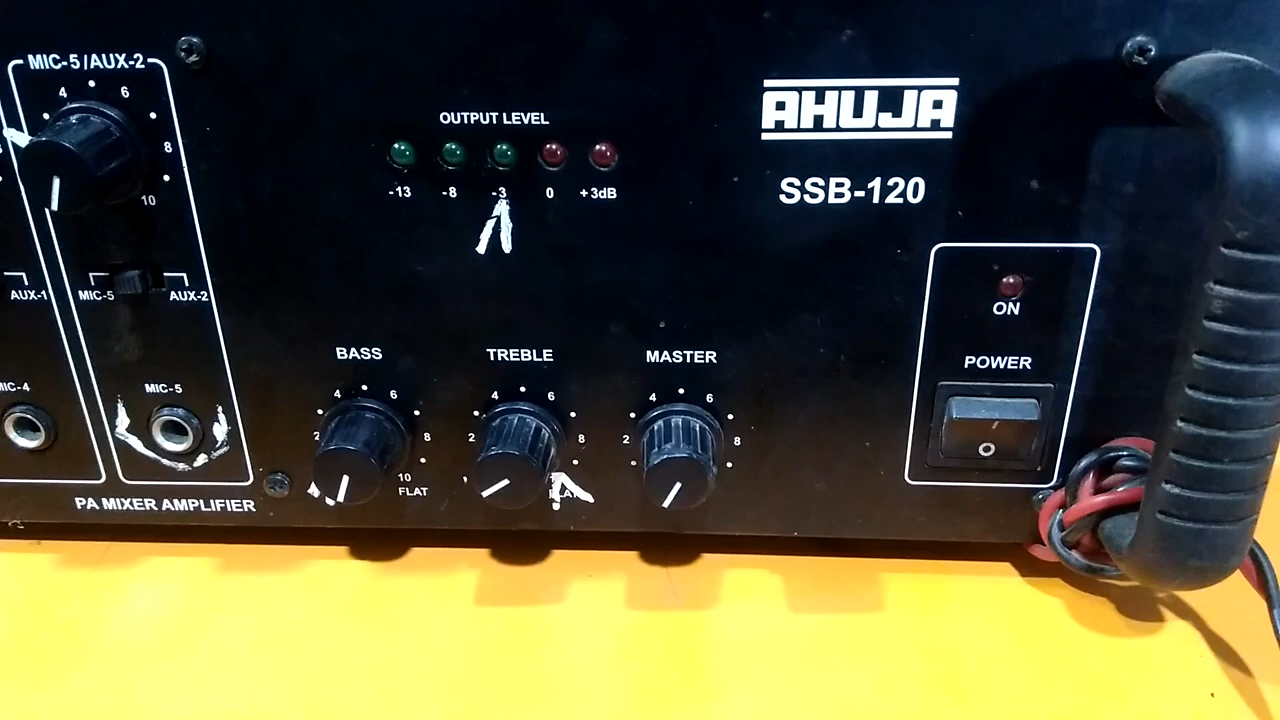 MIC-5/AUX-2
4 6
8
10
MIC-5 AUX-2
AUX-1
MIC-4
MIC-5
PA MIXER AMPLIFIER
OUTPUT LEVEL
-13 -8 -3 0 +3dB
AHUJA
SSB-120
ON
POWER
BASS
4 6
2 8
10
FLAT
TREBLE
4 6
2 8
MASTER
4 6
2 8